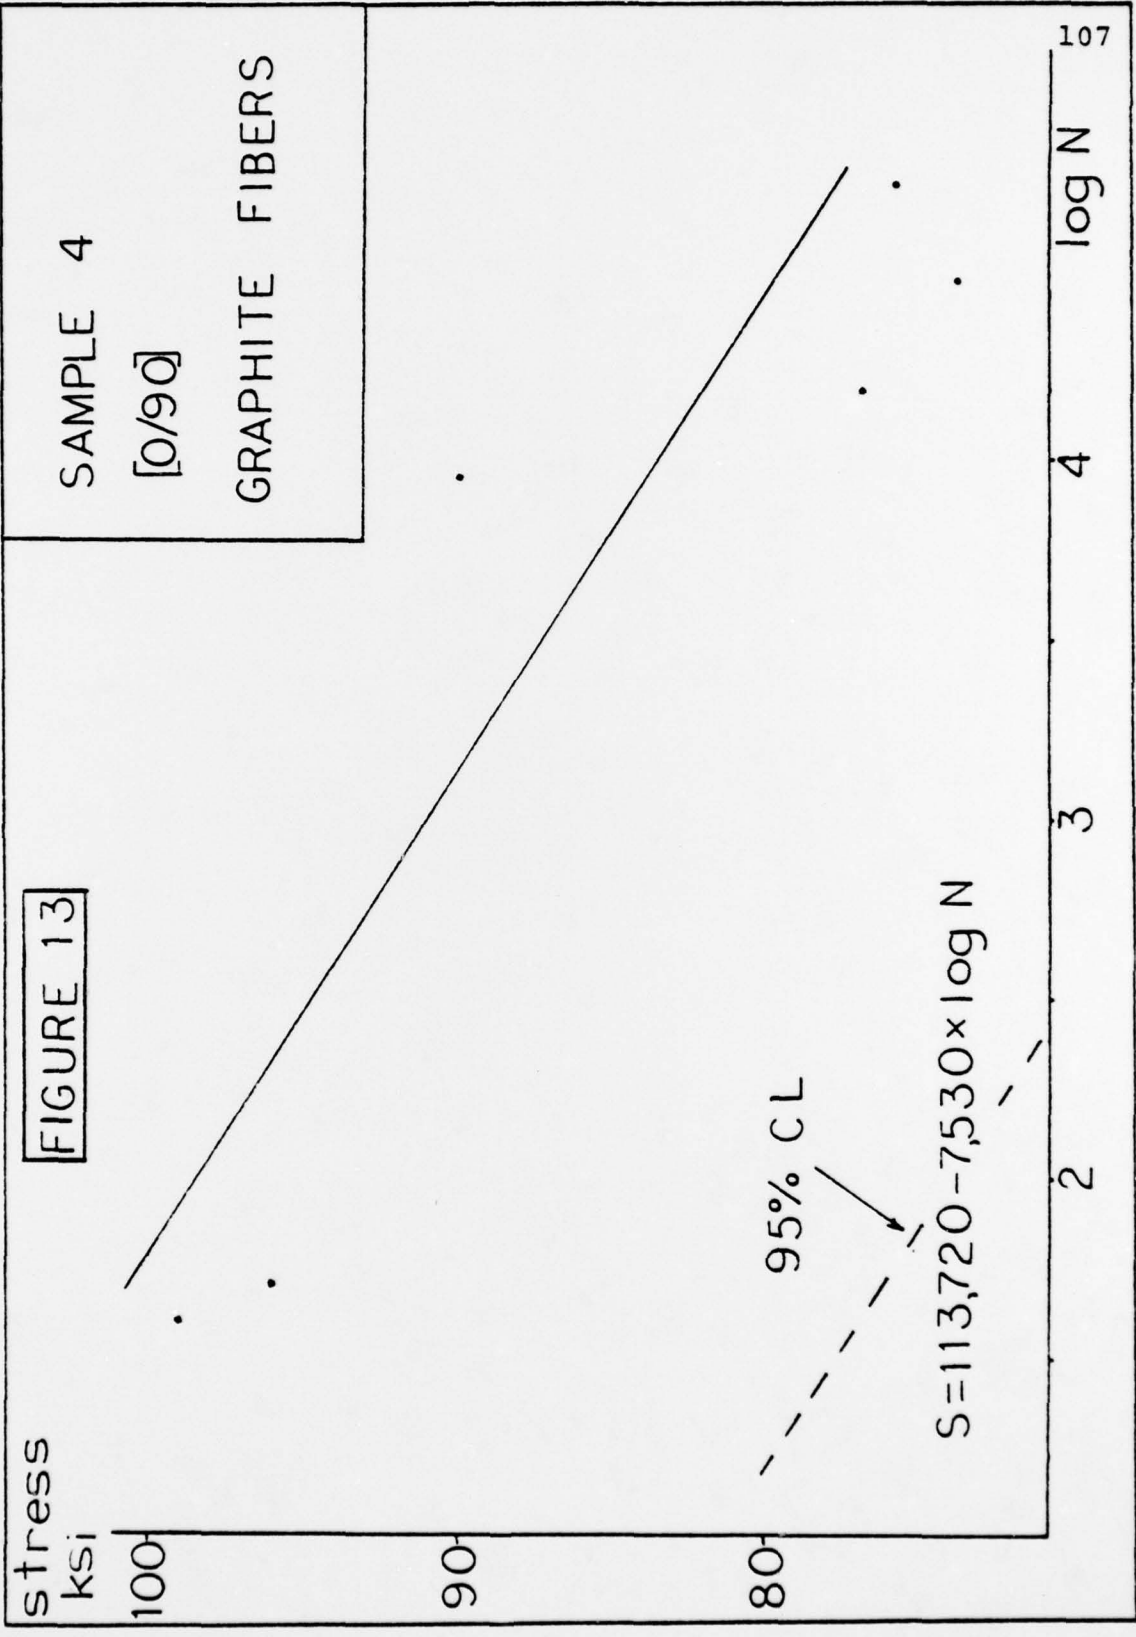 107
FIGURE 13
SAMPLE 4
[0/90]
GRAPHITE FIBERS
stress
ksi
100
90
80
95% CL
S=113,720-7,530×log N
2
3
4
log N